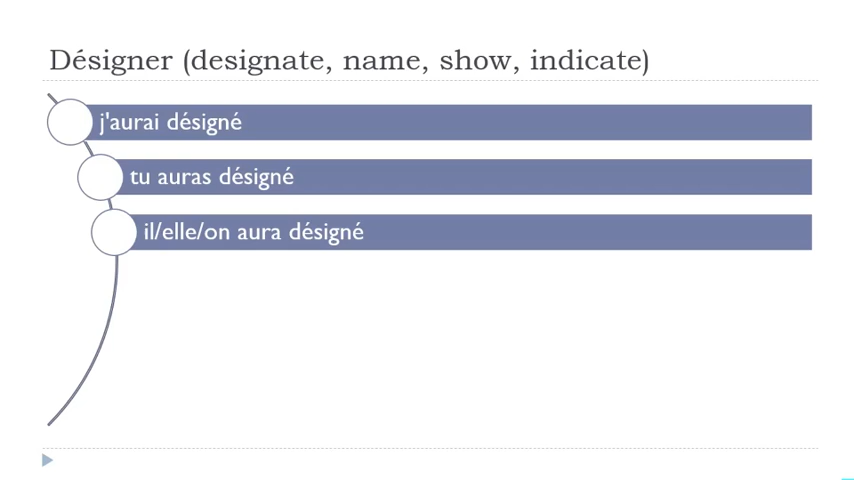 Désigner (designate, name, show, indicate)
j'aurai désigné
tu auras désigné
il/elle/on aura désigné